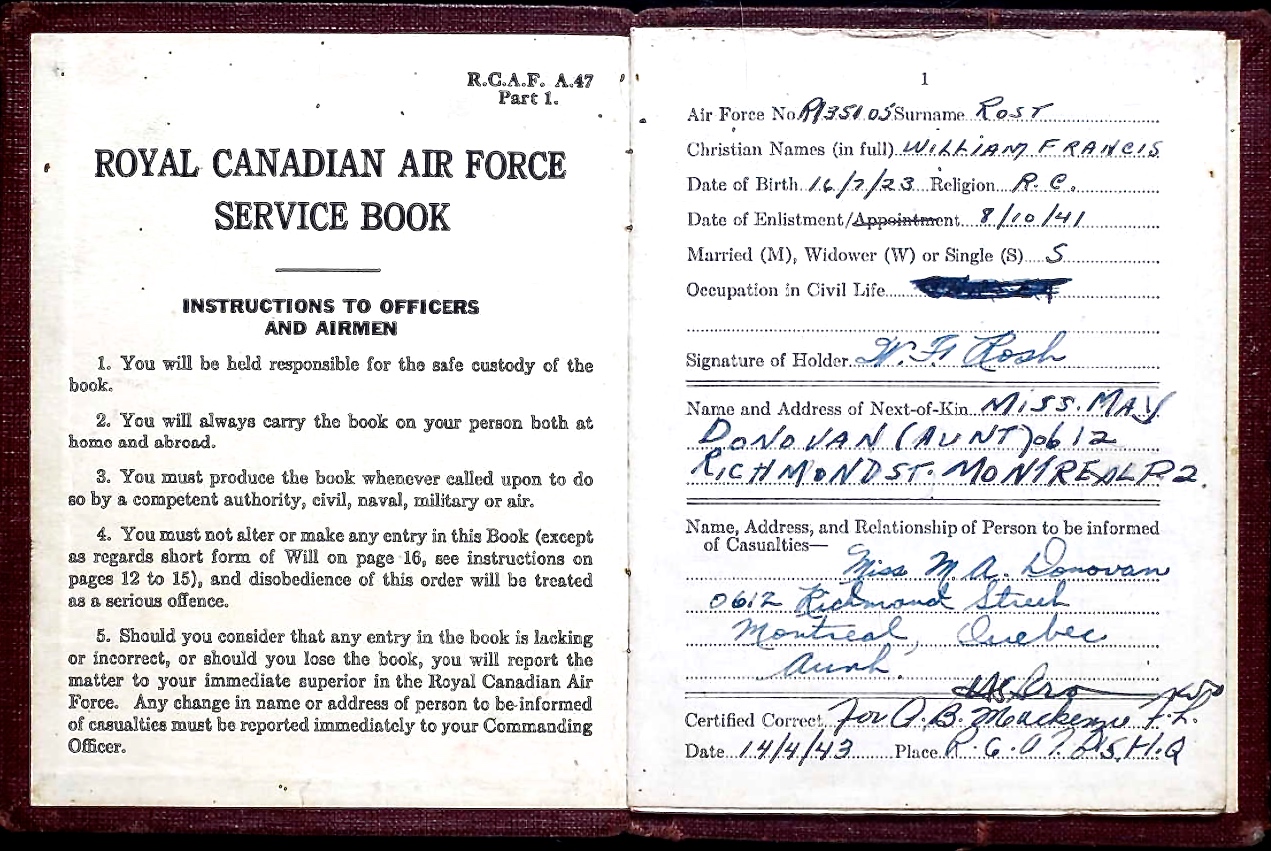 R.C.A.F. A.47
Part 1.
ROYAL CANADIAN AIR FORCE
SERVICE BOOK
INSTRUCTIONS TO OFFICERS
AND AIRMEN
1. You will be held responsible for the safe custody of the
book.
2. You will always carry the book on your person both at
home and abroad.
3. You must produce the book whenever called upon to do
so by a competent authority, civil, naval, military or air.
4. You must not alter or make any entry in this Book (except
as regards short form of Will on page 16, see instructions on
pages 12 to 15), and disobedience of this order will be treated
as a serious offence.
5. Should you consider that any entry in the book is lacking
or incorrect, or should you lose the book, you will report the
matter to your immediate superior in the Royal Canadian Air
Force. Any change in name or address of person to be informed
of casualties must be reported immediately to your Commanding
Officer.
1
Air Force No. R135105 Surname ROST
Christian Names (in full) WILLIAM FRANCIS
Date of Birth 16/7/23 Religion R.C.
Date of Enlistment/Appointment 8/10/41
Married (M), Widower (W) or Single (S) S
Occupation in Civil Life
Signature of Holder W. F. Rost
Name and Address of Next-of-Kin MISS. MAY
DONOVAN (AUNT) 0612
RICHMOND ST. MONTREAL P2.
Name, Address, and Relationship of Person to be informed
of Casualties—
Miss M. A. Donovan
0612 Richmond Street
Montreal, Quebec
Aunt.
Certified Correct for A. B. Mackenzie F.L.
Date 14/4/43 Place H.Q